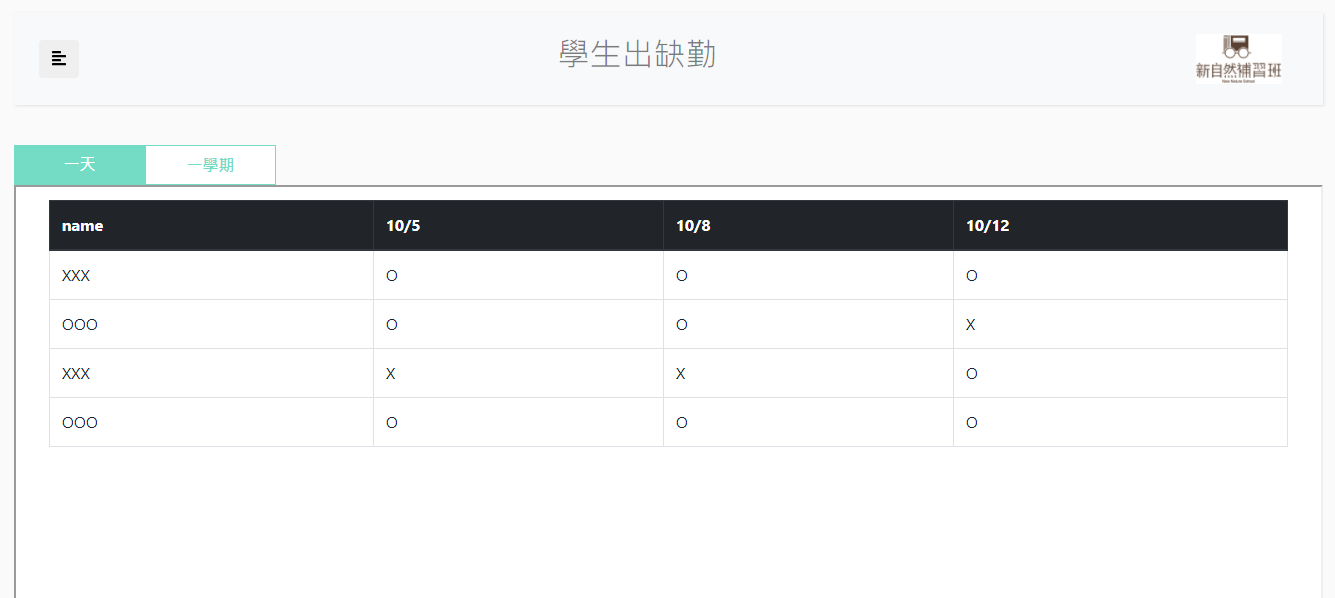 學生出缺勤
新自然補習班
一天
一學期
name 10/5 10/8 10/12
XXX O O O
OOO O O X
XXX X X O
OOO O O O